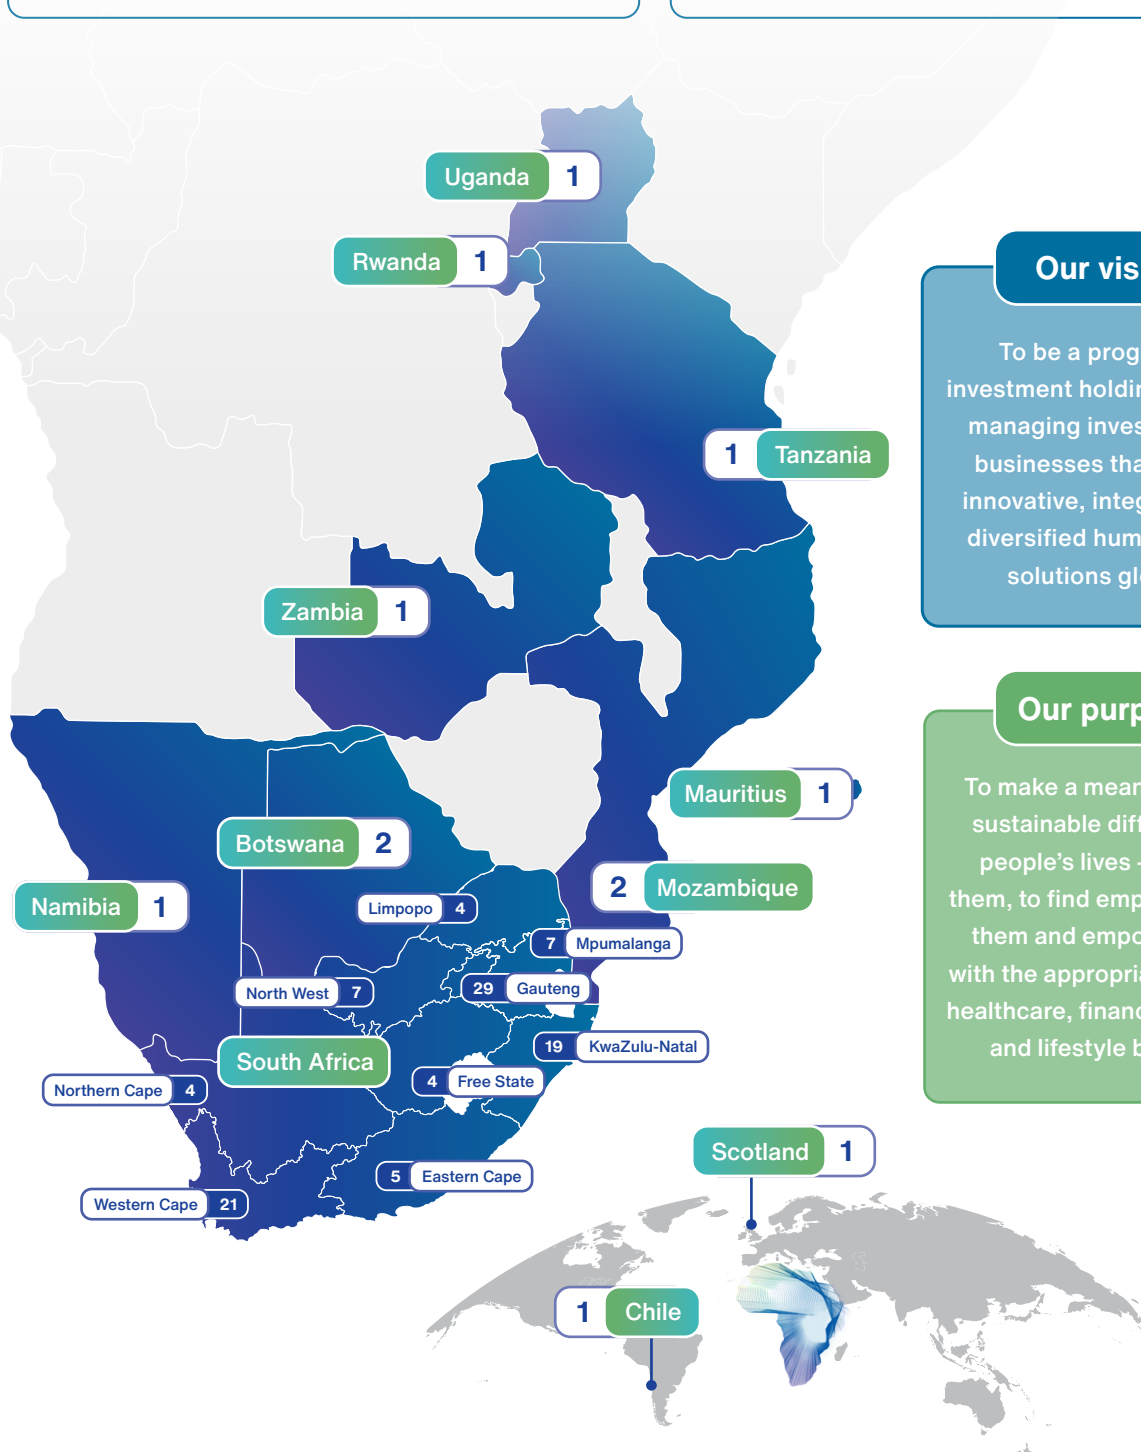 Uganda 1
Rwanda 1
1 Tanzania
Zambia 1
Mauritius 1
Botswana 2
2 Mozambique
Namibia 1
Limpopo 4
7 Mpumalanga
North West 7
29 Gauteng
South Africa
19 KwaZulu-Natal
Northern Cape 4
4 Free State
5 Eastern Cape
Western Cape 21
Scotland 1
1 Chile
Our vis
To be a prog
investment holdin
managing inves
businesses tha
innovative, integ
diversified hum
solutions glo
Our purp
To make a mean
sustainable diff
people's lives -
them, to find emp
them and empo
with the appropria
healthcare, financ
and lifestyle b